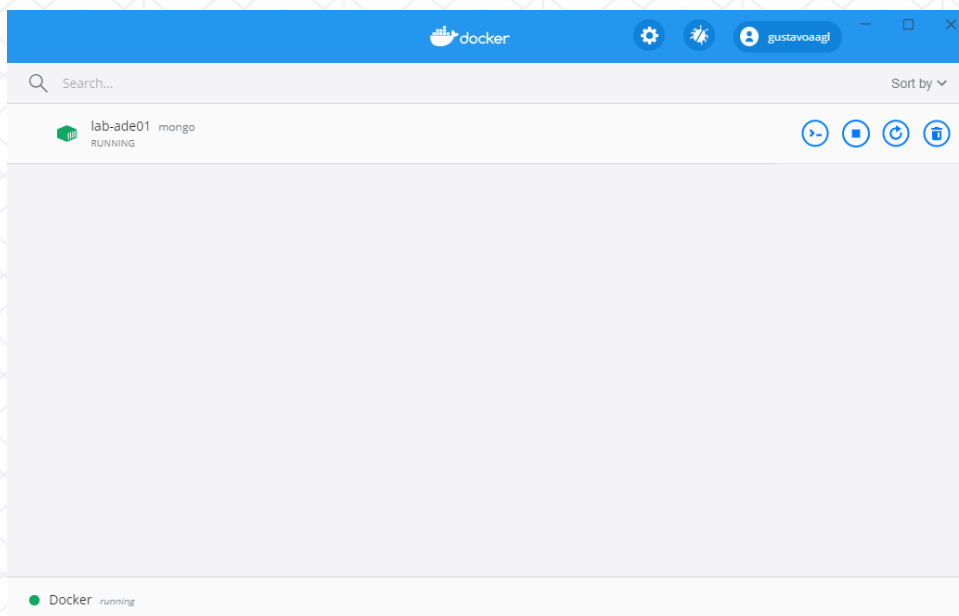 docker
gustavoaagl
Search...
Sort by
lab-ade01 mongo
RUNNING
Docker running